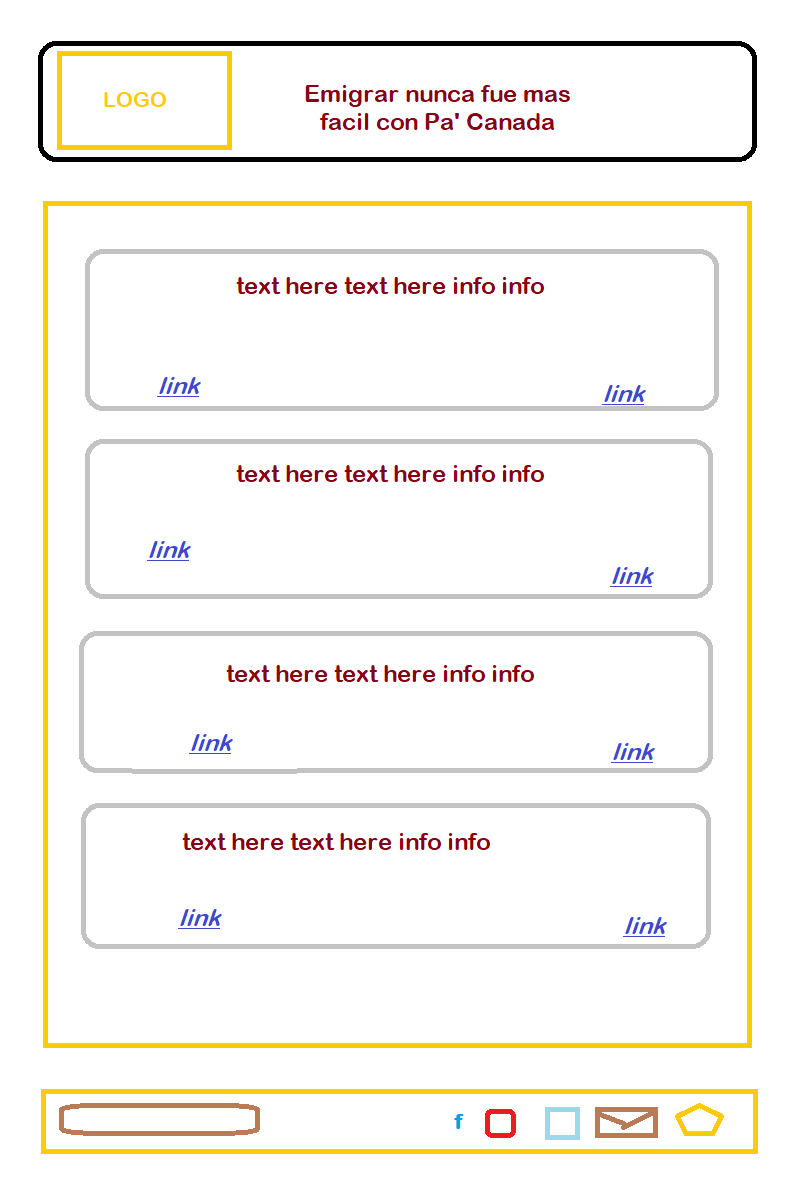 LOGO
Emigrar nunca fue mas
facil con Pa' Canada
text here text here info info
link
link
text here text here info info
link
link
text here text here info info
link
link
text here text here info info
link
link
f